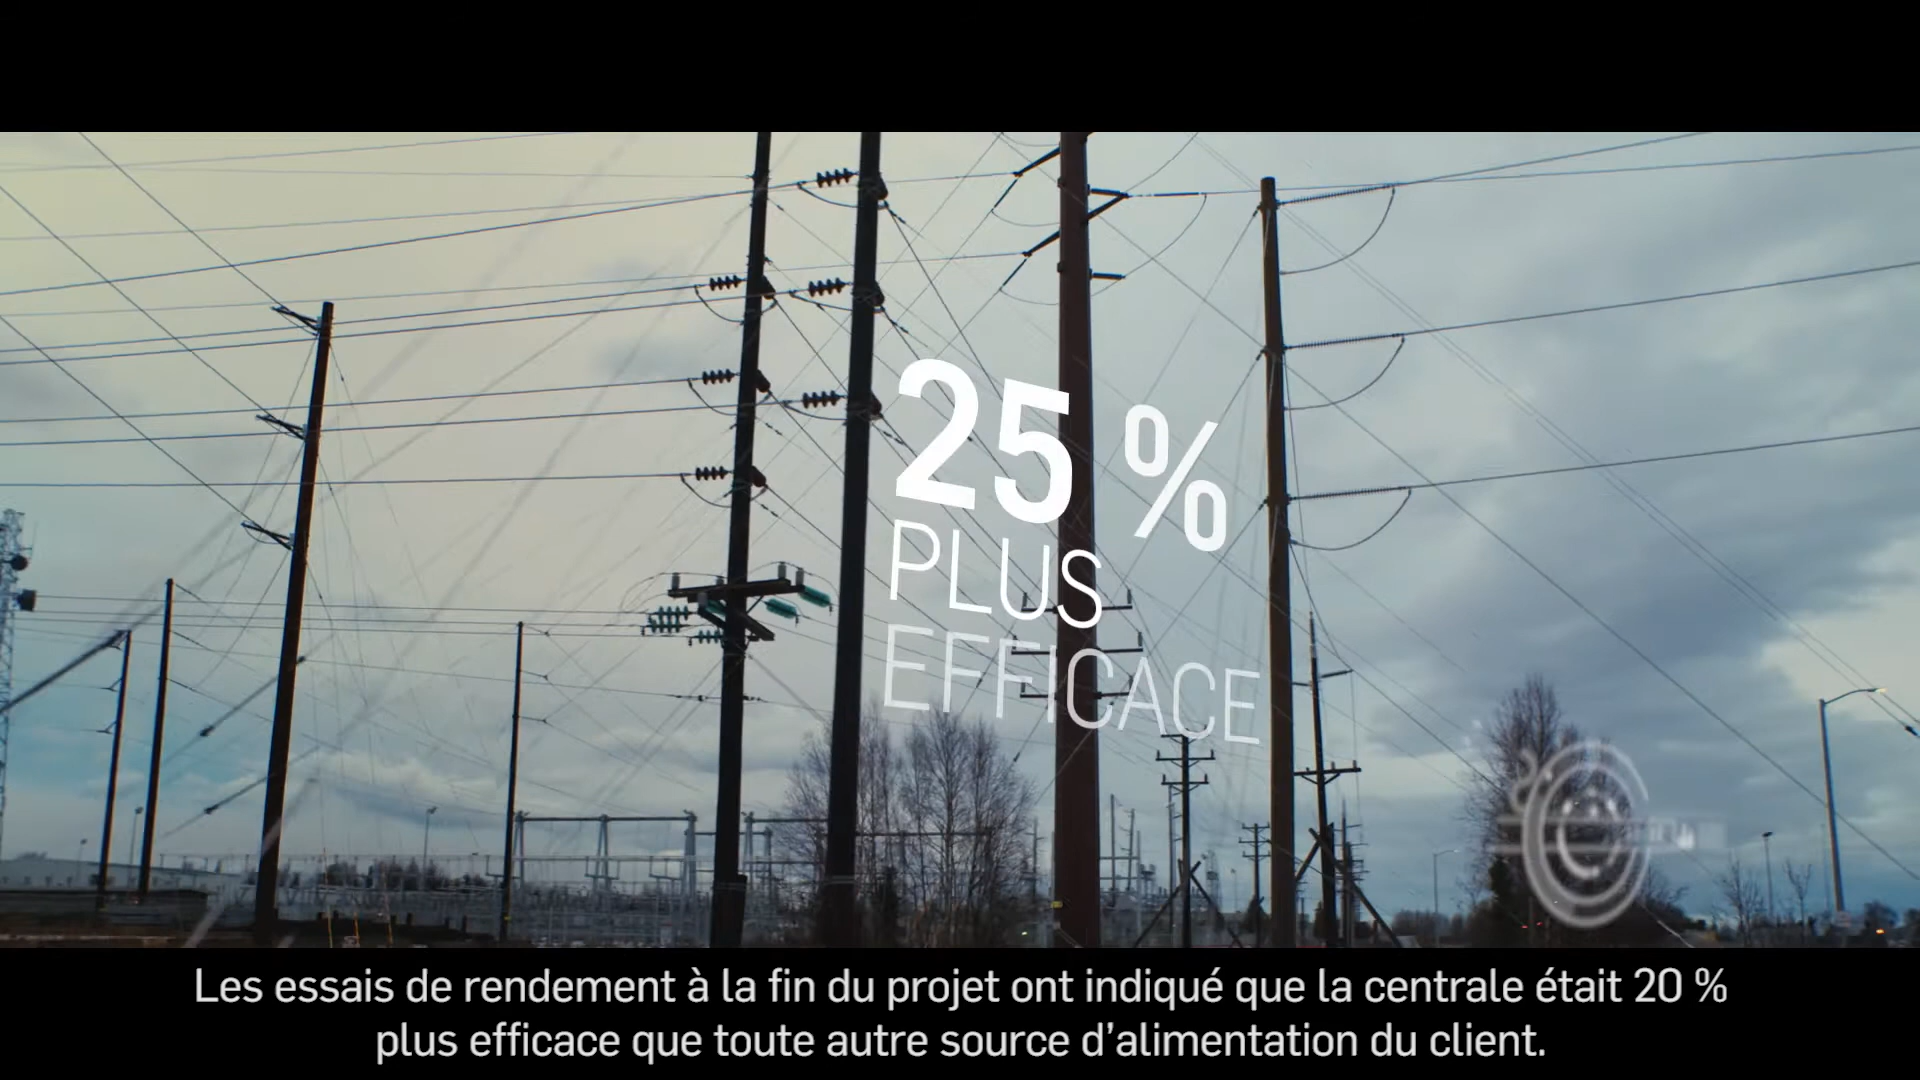 25 %
PLUS
EFFICACE
Les essais de rendement à la fin du projet ont indiqué que la centrale était 20 %
plus efficace que toute autre source d’alimentation du client.